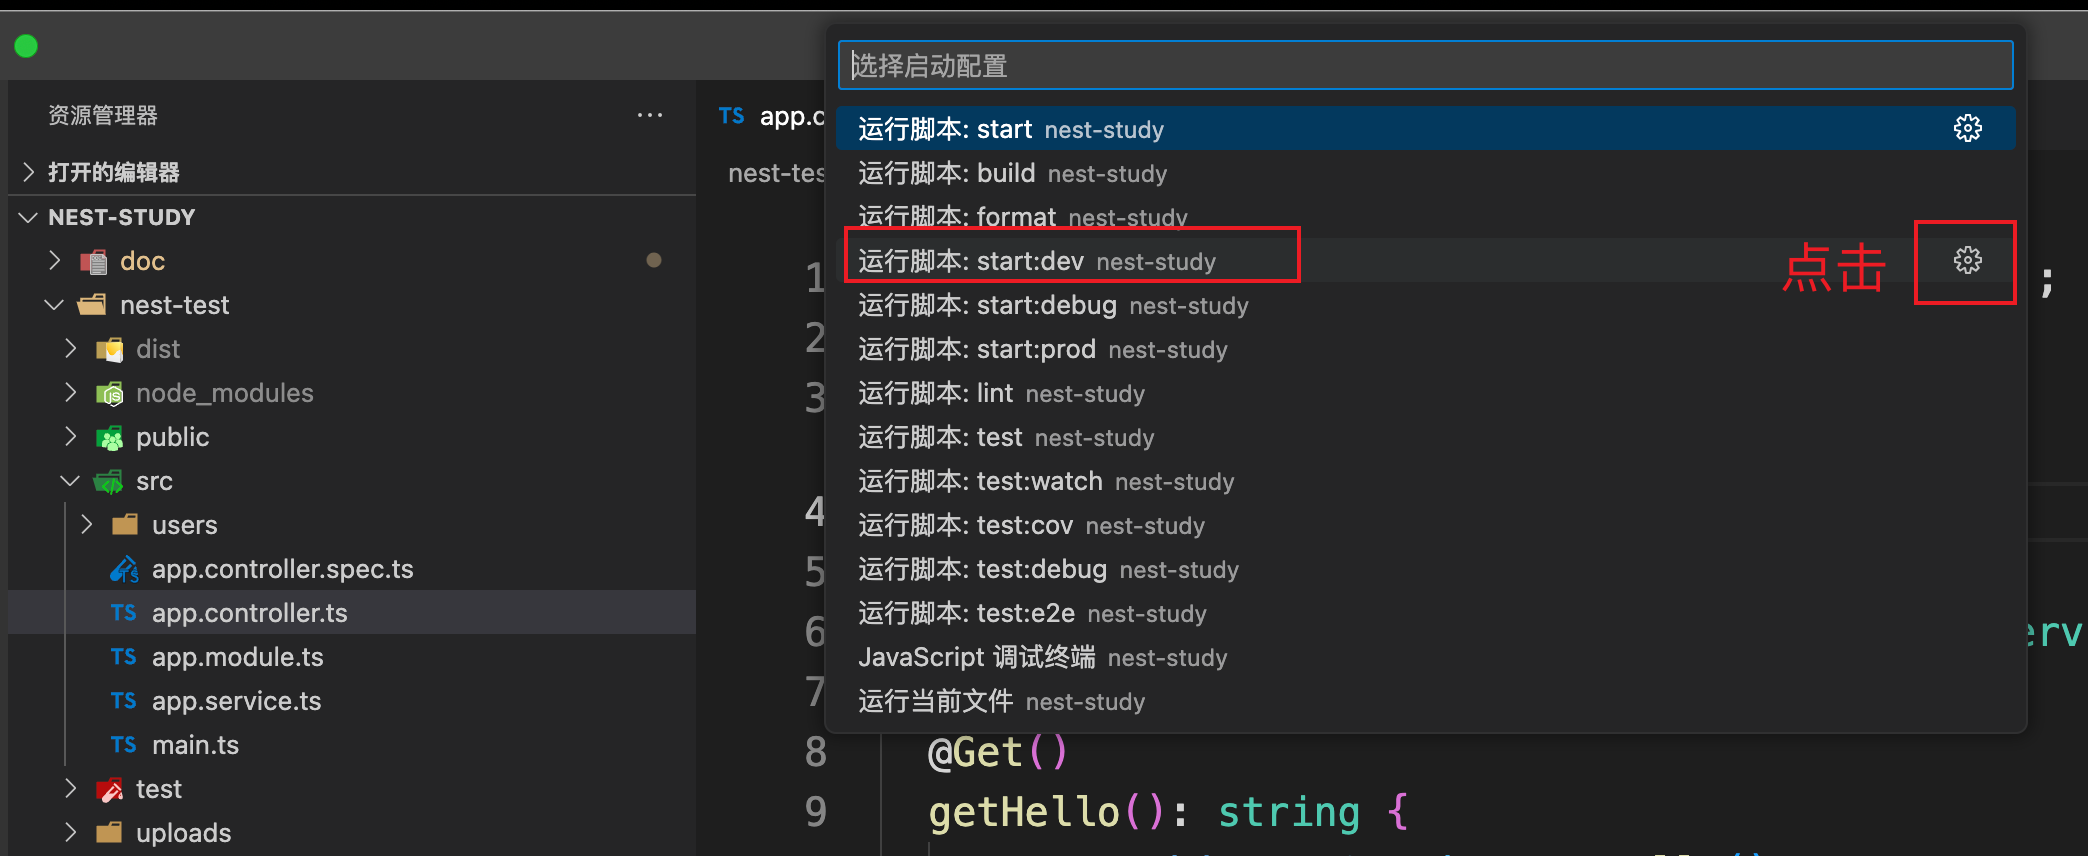 资源管理器
打开的编辑器
NEST-STUDY
doc
nest-test
dist
node_modules
public
src
users
app.controller.spec.ts
TS app.controller.ts
TS app.module.ts
TS app.service.ts
TS main.ts
test
uploads
TS app.c
nest-tes
选择启动配置
运行脚本: start nest-study
运行脚本: build nest-study
运行脚本: format nest-study
运行脚本: start:dev nest-study
点击
运行脚本: start:debug nest-study
运行脚本: start:prod nest-study
运行脚本: lint nest-study
运行脚本: test nest-study
运行脚本: test:watch nest-study
运行脚本: test:cov nest-study
运行脚本: test:debug nest-study
运行脚本: test:e2e nest-study
JavaScript 调试终端 nest-study
运行当前文件 nest-study
1 ;
2
3
4
5
6 erv
7
8 @Get()
9 getHello(): string {